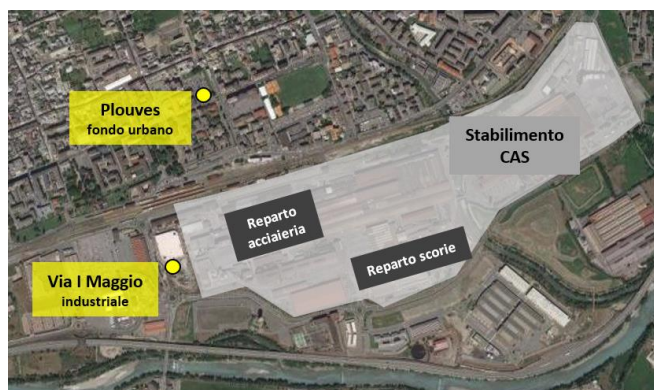 Plouves
fondo urbano
Stabilimento
CAS
Reparto
acciaieria
Reparto scorie
Via I Maggio
industriale